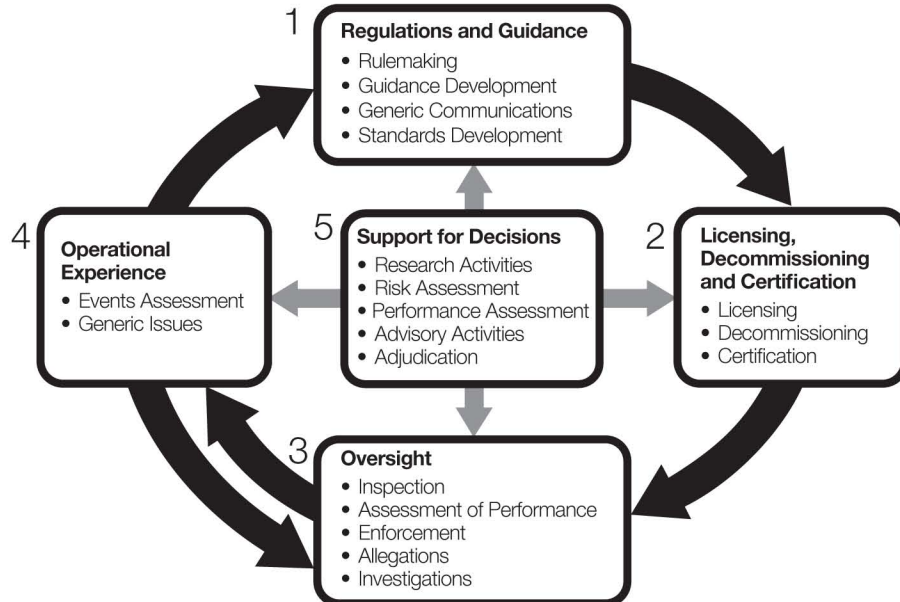 1
Regulations and Guidance
• Rulemaking
• Guidance Development
• Generic Communications
• Standards Development
4
Operational
Experience
• Events Assessment
• Generic Issues
5
Support for Decisions
• Research Activities
• Risk Assessment
• Performance Assessment
• Advisory Activities
• Adjudication
2
Licensing,
Decommissioning
and Certification
• Licensing
• Decommissioning
• Certification
3
Oversight
• Inspection
• Assessment of Performance
• Enforcement
• Allegations
• Investigations